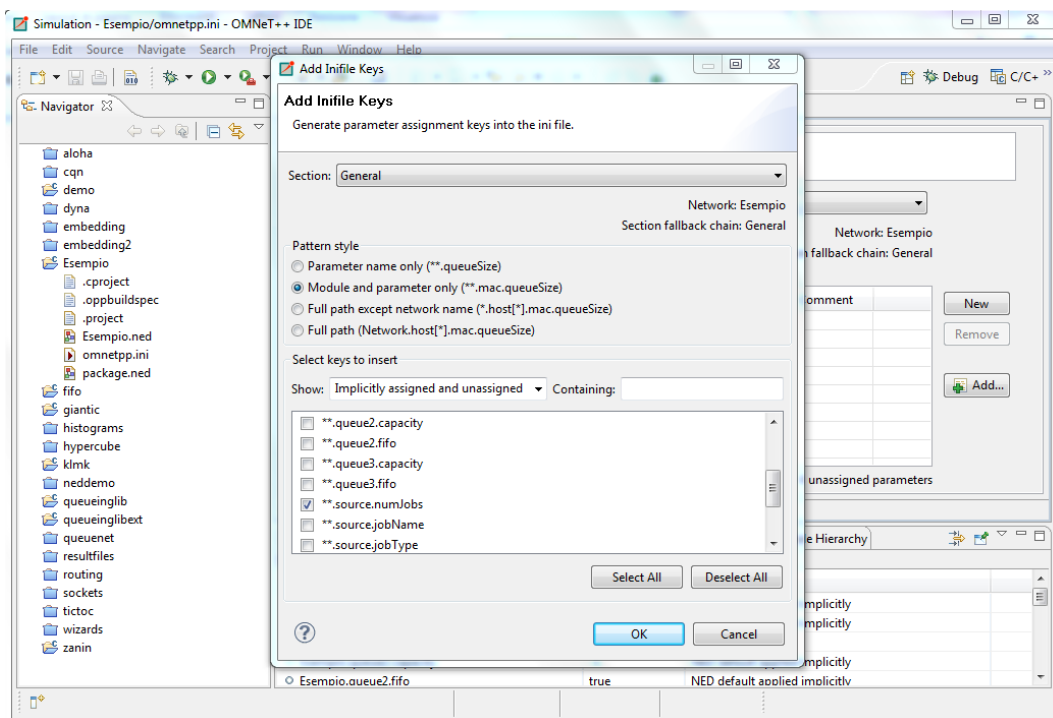 Simulation - Esempio/omnetpp.ini - OMNeT++ IDE
File Edit Source Navigate Search Project Run Window Help
Debug C/C+ »
Navigator
aloha
cqn
demo
dyna
embedding
embedding2
Esempio
.cproject
.oppbuildspec
.project
Esempio.ned
omnetpp.ini
package.ned
fifo
giantic
histograms
hypercube
klmk
neddemo
queueinglib
queueinglibext
queuenet
resultfiles
routing
sockets
tictoc
wizards
zanin
Add Inifile Keys
Add Inifile Keys
Generate parameter assignment keys into the ini file.
Section: General
Network: Esempio
Section fallback chain: General
Pattern style
Parameter name only (**.queueSize)
Module and parameter only (**.mac.queueSize)
Full path except network name (*.host[*].mac.queueSize)
Full path (Network.host[*].mac.queueSize)
Select keys to insert
Show: Implicitly assigned and unassigned Containing:
**.queue2.capacity
**.queue2.fifo
**.queue3.capacity
**.queue3.fifo
**.source.numJobs
**.source.jobName
**.source.jobType
Select All Deselect All
? OK Cancel
Network: Esempio
n fallback chain: General
omment
New
Remove
Add...
unassigned parameters
e Hierarchy
mplicitly
mplicitly
mplicitly
Esempio.queue2.fifo true NED default applied implicitly